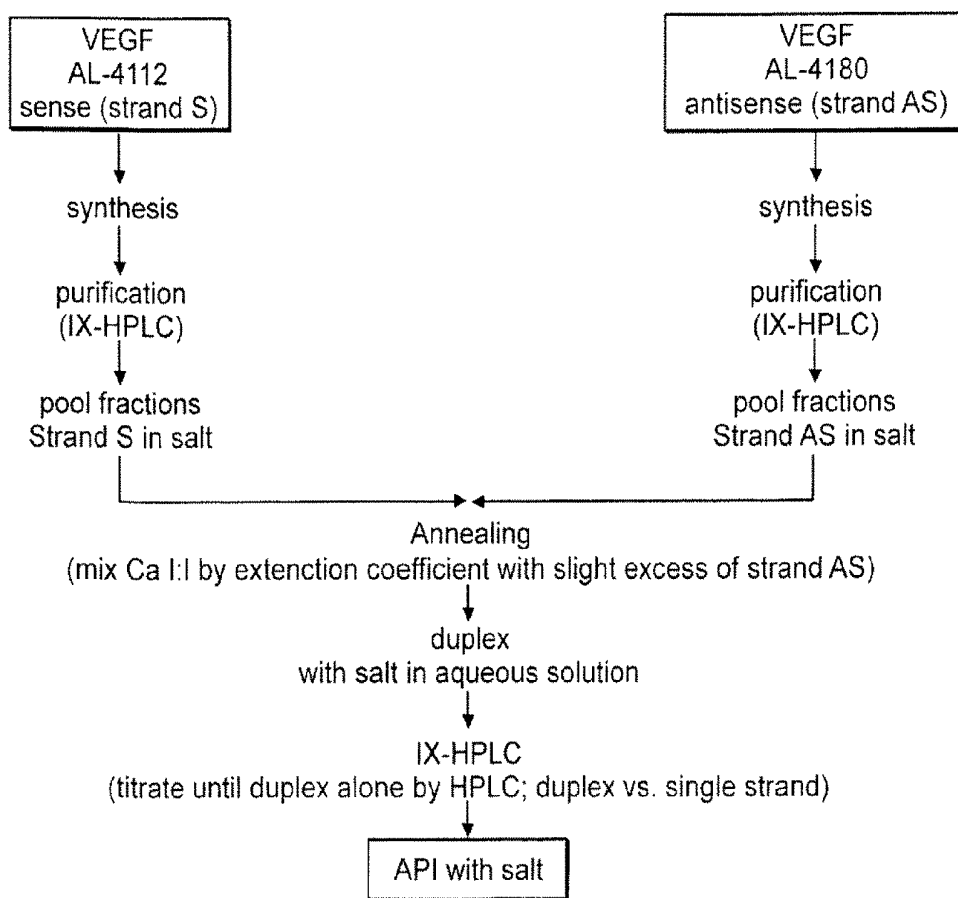 VEGF
AL-4112
sense (strand S)
VEGF
AL-4180
antisense (strand AS)
synthesis
synthesis
purification
(IX-HPLC)
purification
(IX-HPLC)
pool fractions
Strand S in salt
pool fractions
Strand AS in salt
Annealing
(mix Ca I:I by extenction coefficient with slight excess of strand AS)
duplex
with salt in aqueous solution
IX-HPLC
(titrate until duplex alone by HPLC; duplex vs. single strand)
API with salt